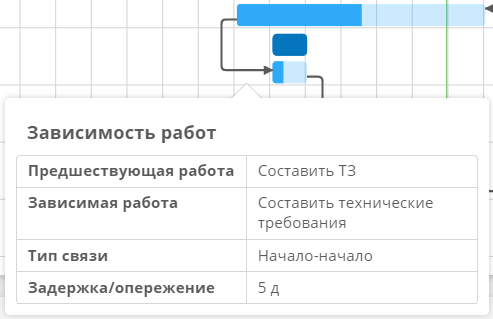 Зависимость работ
Предшествующая работа Составить ТЗ
Зависимая работа Составить технические
требования
Тип связи Начало-начало
Задержка/опережение 5 д